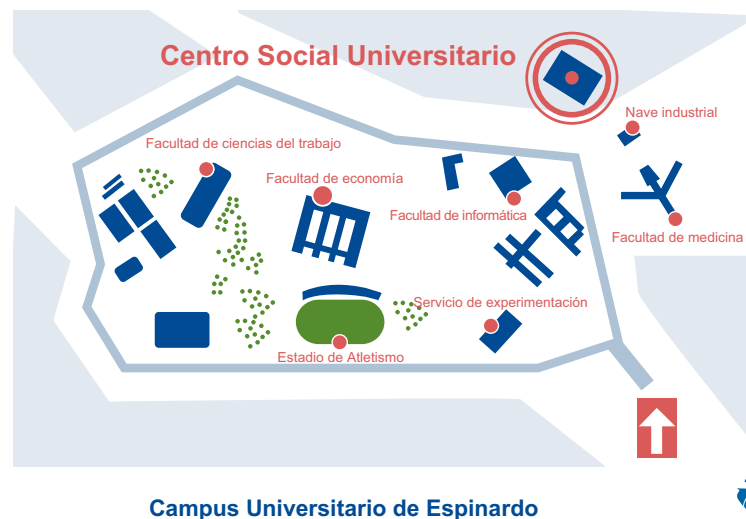 Centro Social Universitario
Nave industrial
Facultad de ciencias del trabajo
Facultad de economía
Facultad de informática
Facultad de medicina
Servicio de experimentación
Estadio de Atletismo
Campus Universitario de Espinardo